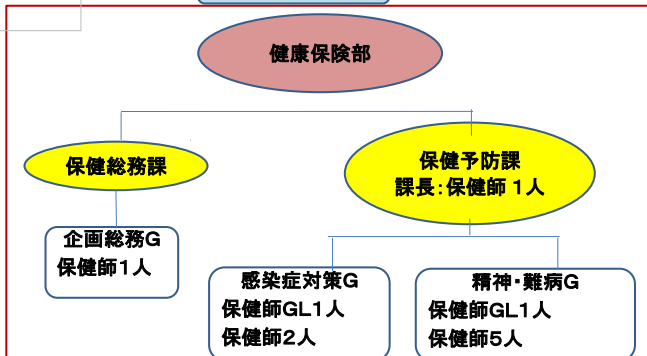 健康保険部
保健総務課
保健予防課
課長:保健師 1人
企画総務G
保健師1人
感染症対策G
保健師GL1人
保健師2人
精神・難病G
保健師GL1人
保健師5人